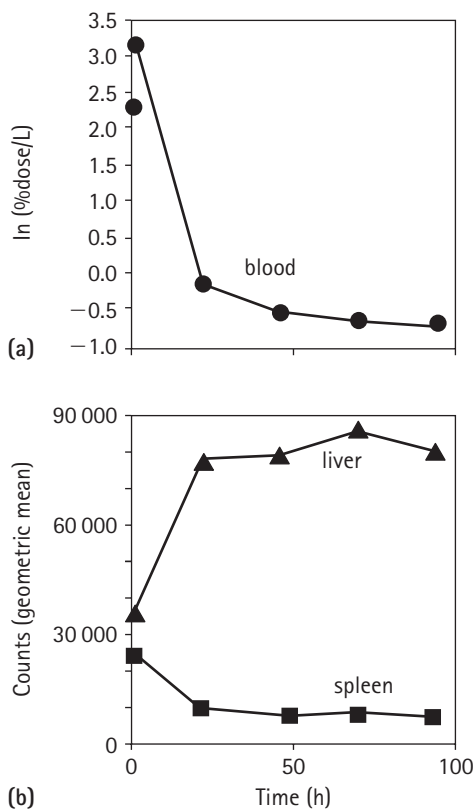 3.5
3.0
2.5
2.0
1.5
1.0
0.5
0.0
−0.5
−1.0
ln (%dose/L)
blood
(a)
90 000
60 000
30 000
0
Counts (geometric mean)
liver
spleen
0
50
100
Time (h)
(b)